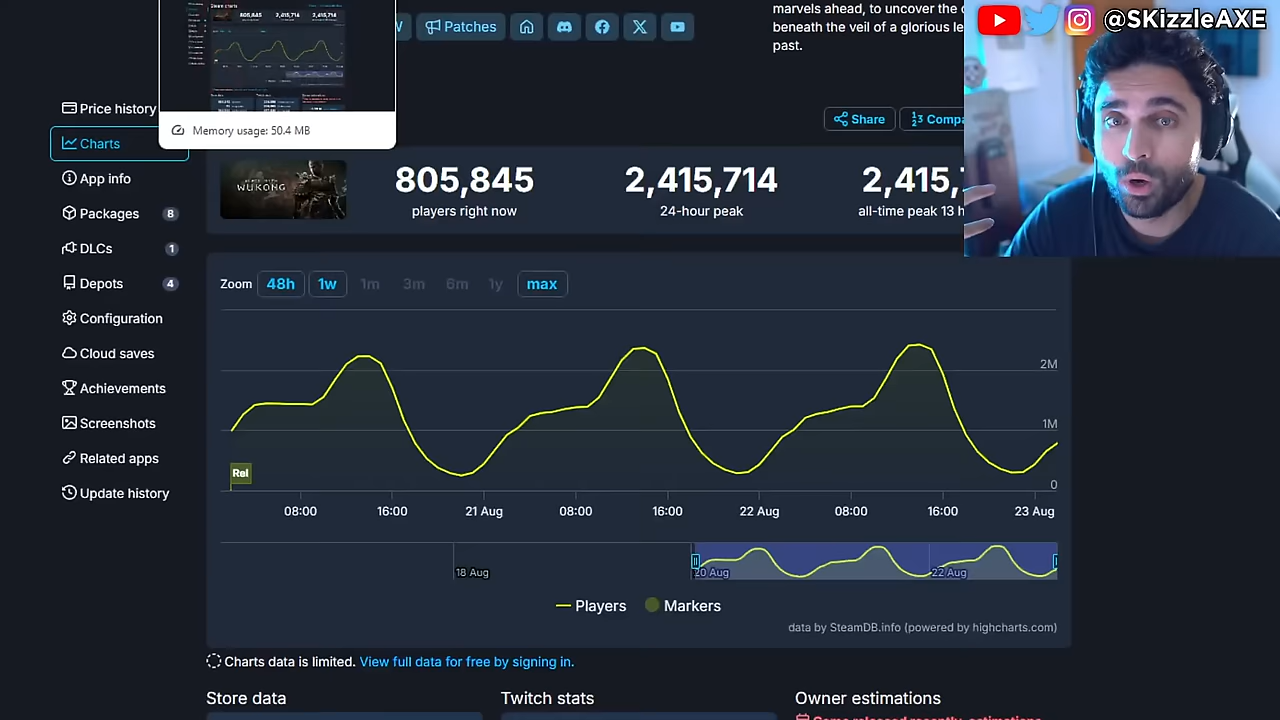 @SKizzleAXE
marvels ahead, to uncover the
beneath the veil of a glorious
past.
Patches
Memory usage: 50.4 MB
Price history
Charts
App info
Packages 8
DLCs 1
Depots 4
Configuration
Cloud saves
Achievements
Screenshots
Related apps
Update history
Share
WUKONG
805,845
players right now
2,415,714
24-hour peak
2,415,
all-time peak 13 h
Zoom 48h 1w 1m 3m 6m 1y max
2M
1M
0
Rel
08:00 16:00 21 Aug 08:00 16:00 22 Aug 08:00 16:00 23 Aug
18 Aug 20 Aug 22 Aug
Players Markers
data by SteamDB.info (powered by highcharts.com)
Charts data is limited. View full data for free by signing in.
Store data
Twitch stats
Owner estimations